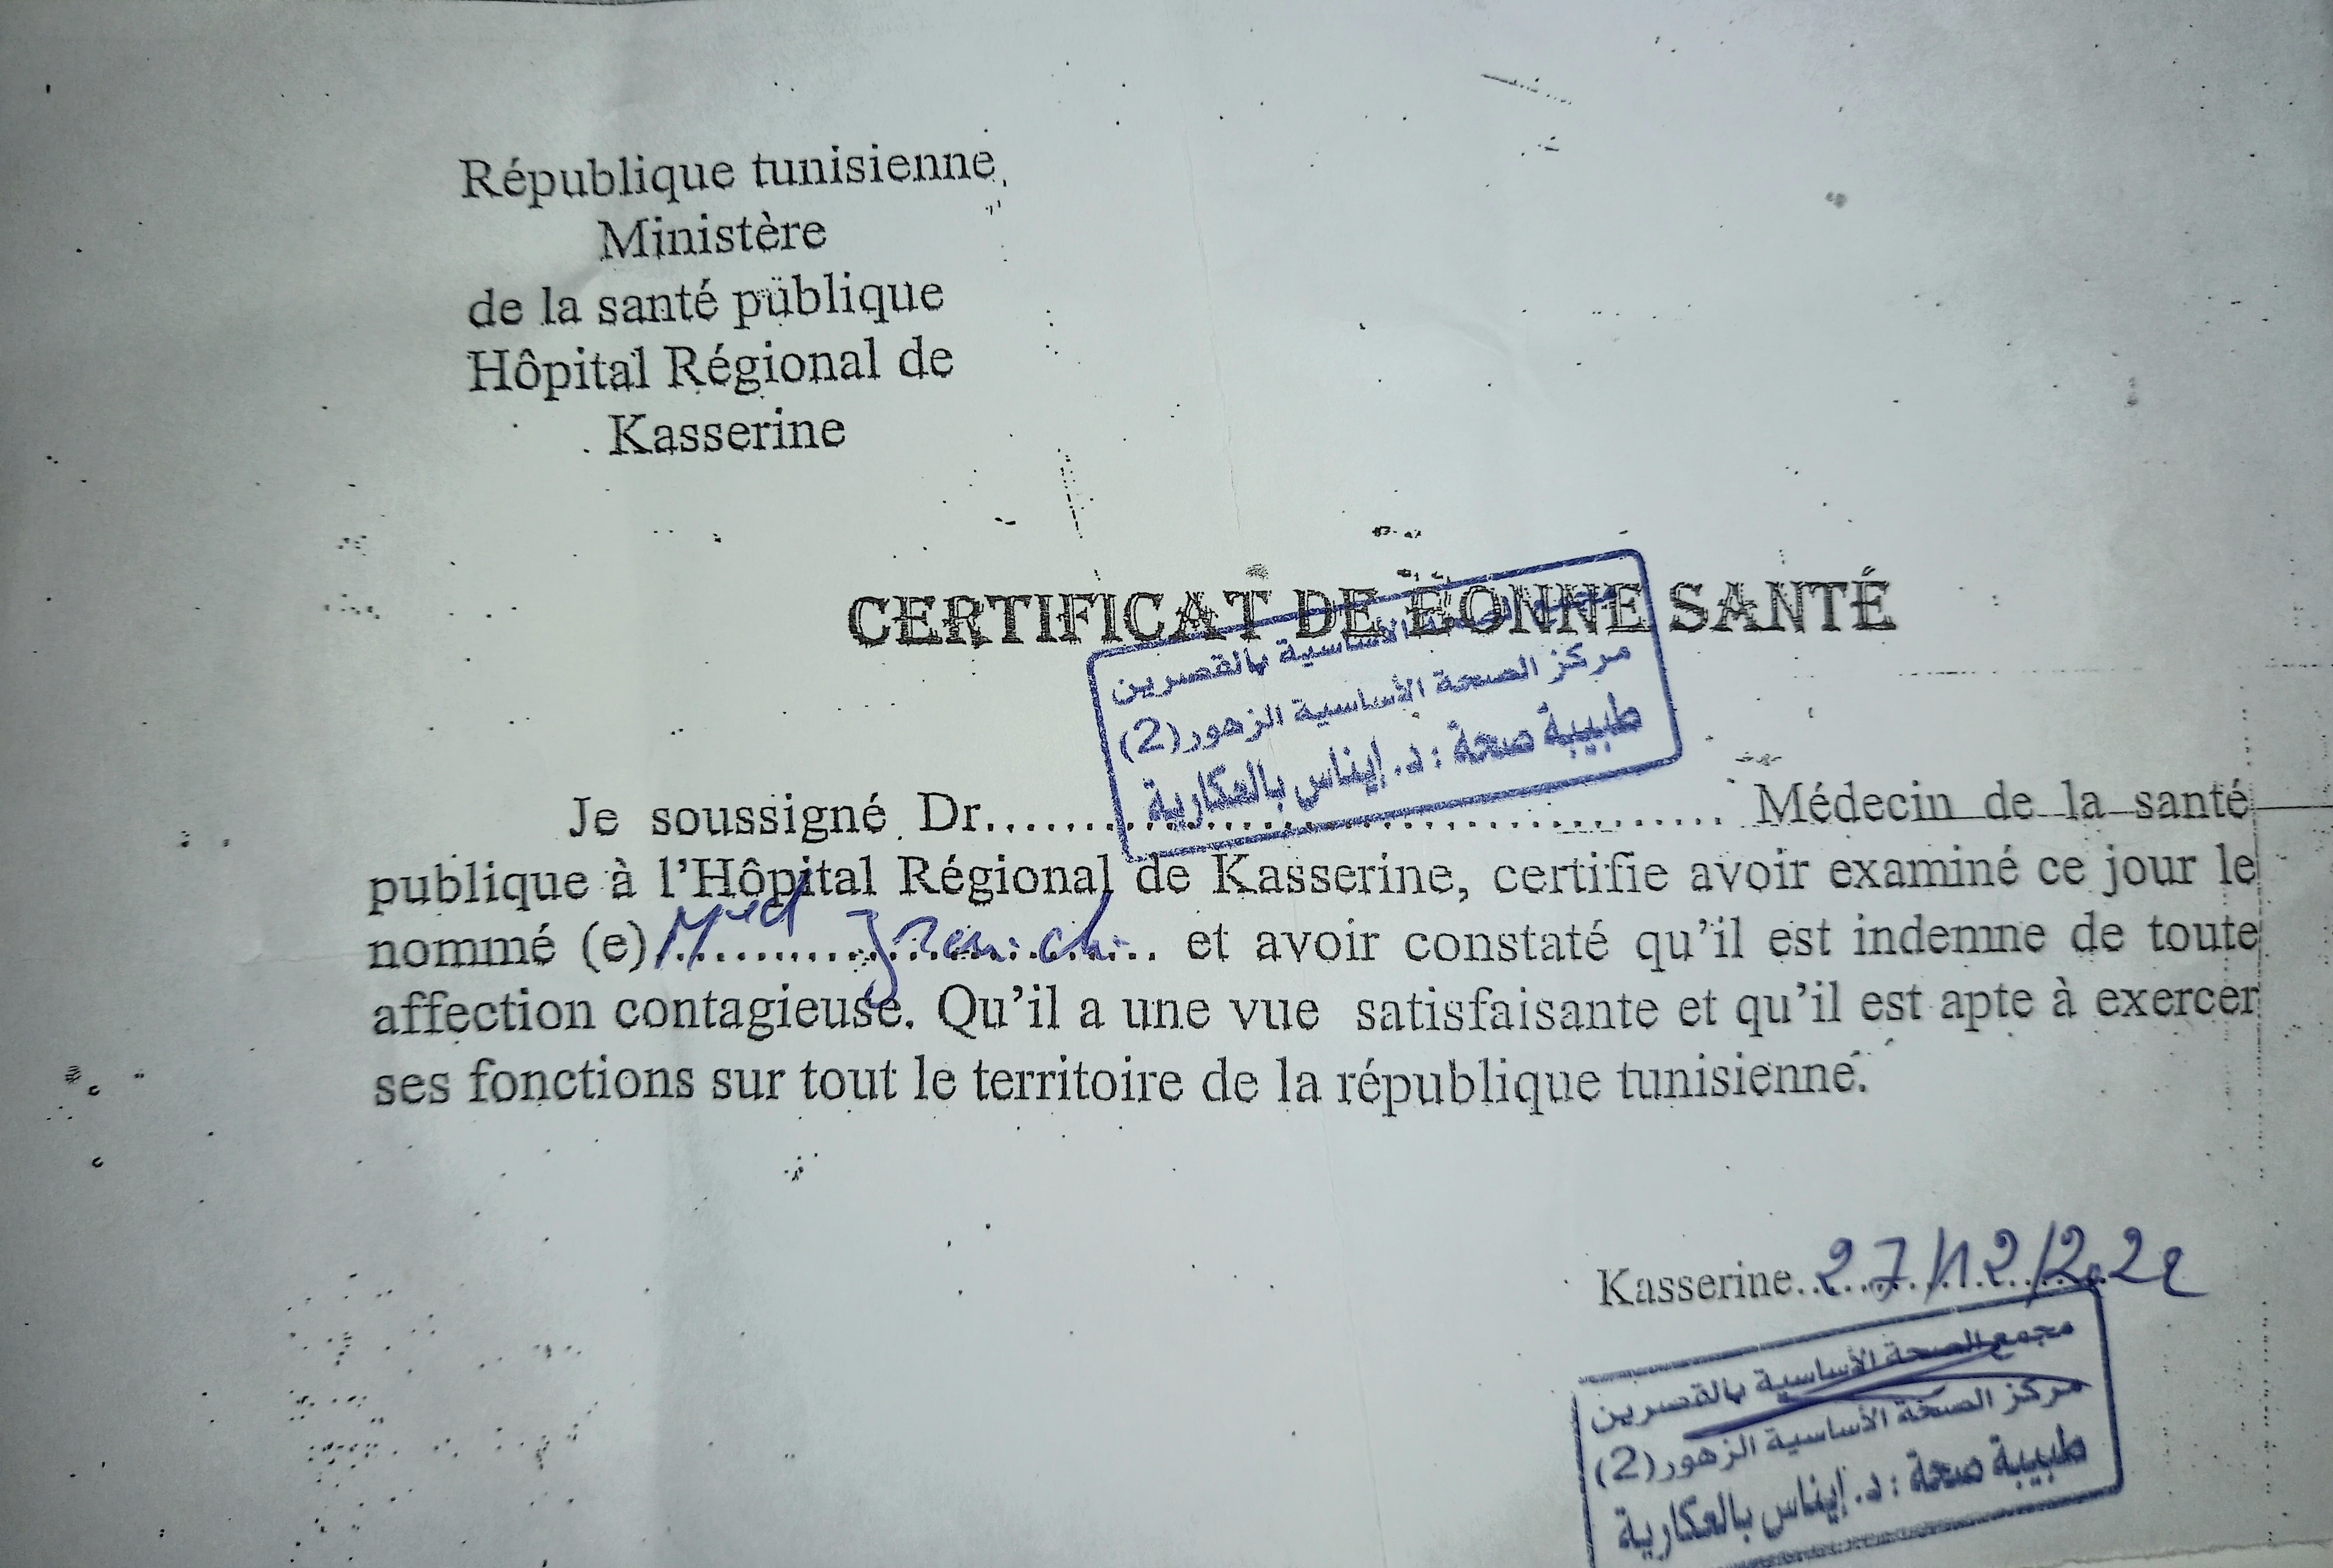 République tunisienne
Ministère
de la santé publique
Hôpital Régional de
Kasserine
CERTIFICAT DE BONNE SANTÉ
الصحة الأساسية بالقصرين
مركز الصحة الأساسية الزهور (2)
طبيبة صحة : د. إيناس بالعكارية
Je soussigné Dr.............................................. Médecin de la santé
publique à l'Hôpital Régional de Kasserine, certifie avoir examiné ce jour le
nommé (e) Med ............ et avoir constaté qu'il est indemne de toute
affection contagieuse. Qu'il a une vue satisfaisante et qu'il est apte à exercer
ses fonctions sur tout le territoire de la république tunisienne.
Kasserine..27/12/2022
مجمع الصحة الأساسية بالقصرين
مركز الصحة الأساسية الزهور (2)
طبيبة صحة : د. إيناس بالعكارية